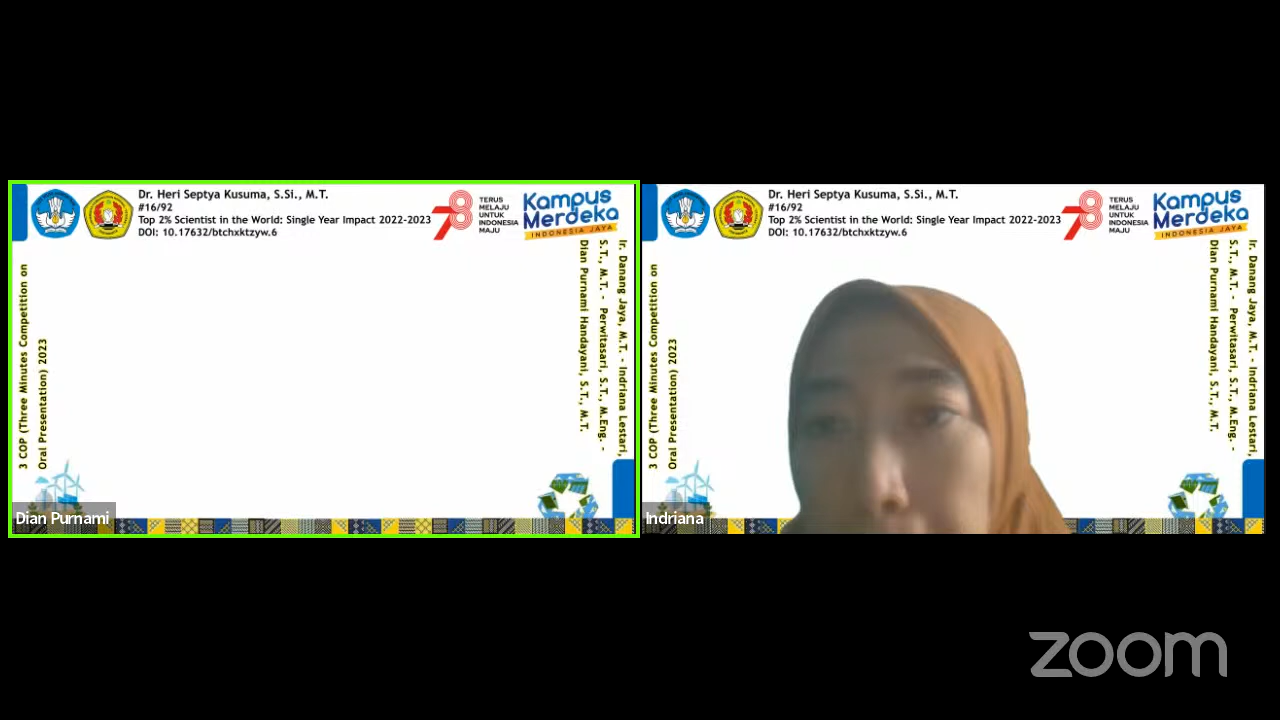 Dr. Heri Septya Kusuma, S.Si., M.T.
#16/92
Top 2% Scientist in the World: Single Year Impact 2022-2023
DOI: 10.17632/btchxktzyw.6
78
TERUS
MELAJU
UNTUK
INDONESIA
MAJU
Kampus
Merdeka
INDONESIA JAYA
3 COP (Three Minutes Competition on
Oral Presentation) 2023
Ir. Danang Jaya, M.T. - Indriana Lestari,
S.T., M.T. - Perwitasari, S.T., M.Eng. -
Dian Purnami Handayani, S.T., M.T.
Dian Purnami
Dr. Heri Septya Kusuma, S.Si., M.T.
#16/92
Top 2% Scientist in the World: Single Year Impact 2022-2023
DOI: 10.17632/btchxktzyw.6
78
TERUS
MELAJU
UNTUK
INDONESIA
MAJU
Kampus
Merdeka
INDONESIA JAYA
3 COP (Three Minutes Competition on
Oral Presentation) 2023
Ir. Danang Jaya, M.T. - Indriana Lestari,
S.T., M.T. - Perwitasari, S.T., M.Eng. -
Dian Purnami Handayani, S.T., M.T.
Indriana
zoom